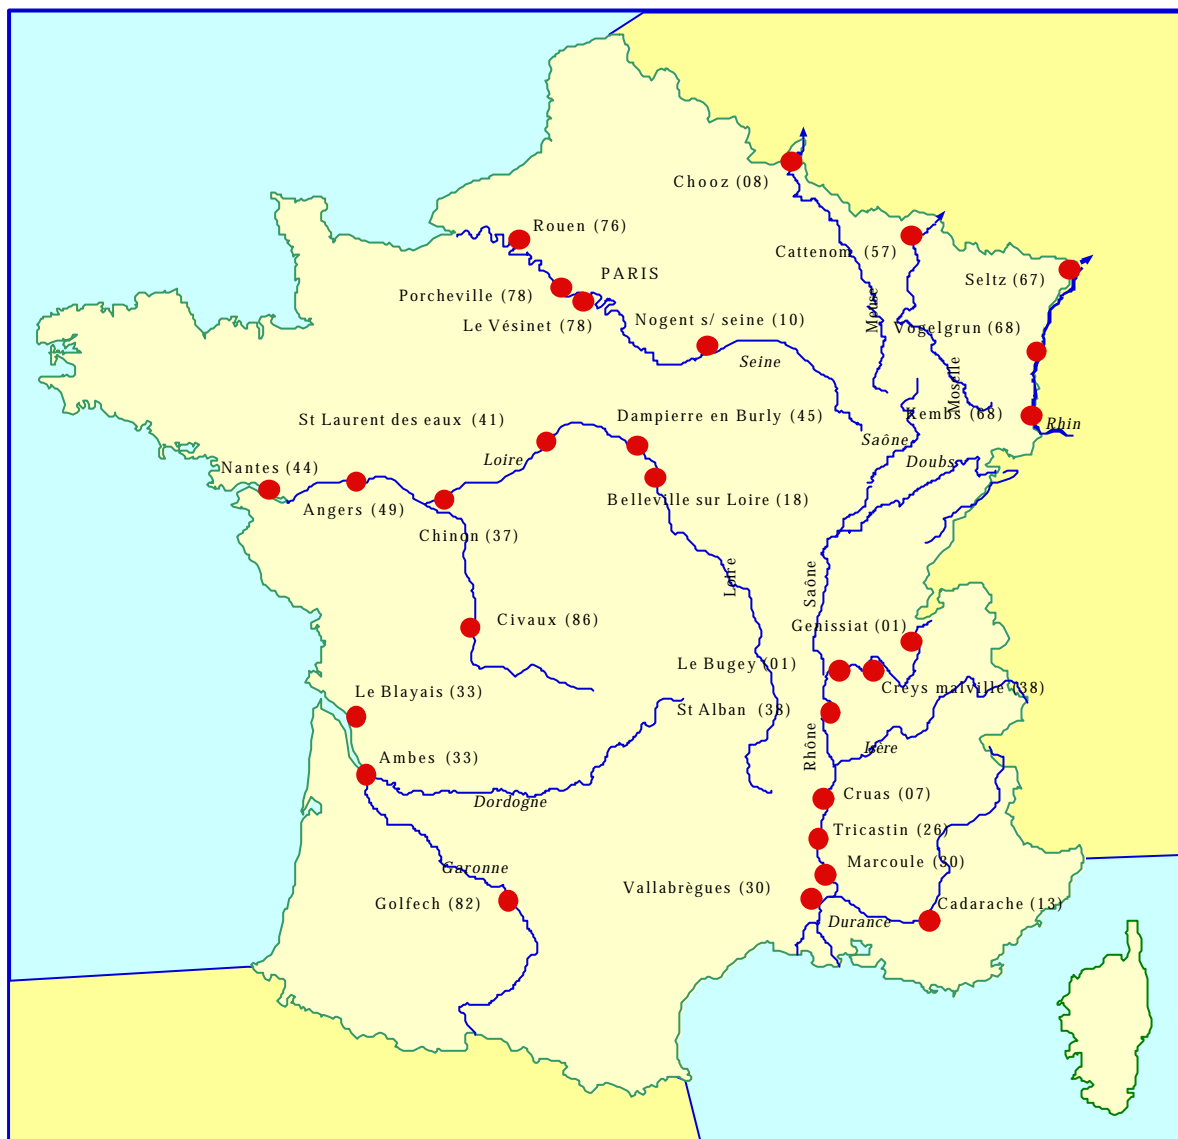 Chooz (08)
Rouen (76)
Cattenom (57)
PARIS
Seltz (67)
Porcheville (78)
Meuse
Le Vésinet (78)
Nogent s/ seine (10)
Vogelgrun (68)
Seine
Moselle
St Laurent des eaux (41)
Dampierre en Burly (45)
Kembs (68)
Rhin
Saône
Loire
Doubs
Nantes (44)
Belleville sur Loire (18)
Angers (49)
Chinon (37)
Loire
Saône
Civaux (86)
Genissiat (01)
Le Bugey (01)
Creys malville (38)
Le Blayais (33)
St Alban (38)
Rhône
Isère
Ambes (33)
Dordogne
Cruas (07)
Tricastin (26)
Marcoule (30)
Garonne
Vallabrègues (30)
Golfech (82)
Cadarache (13)
Durance